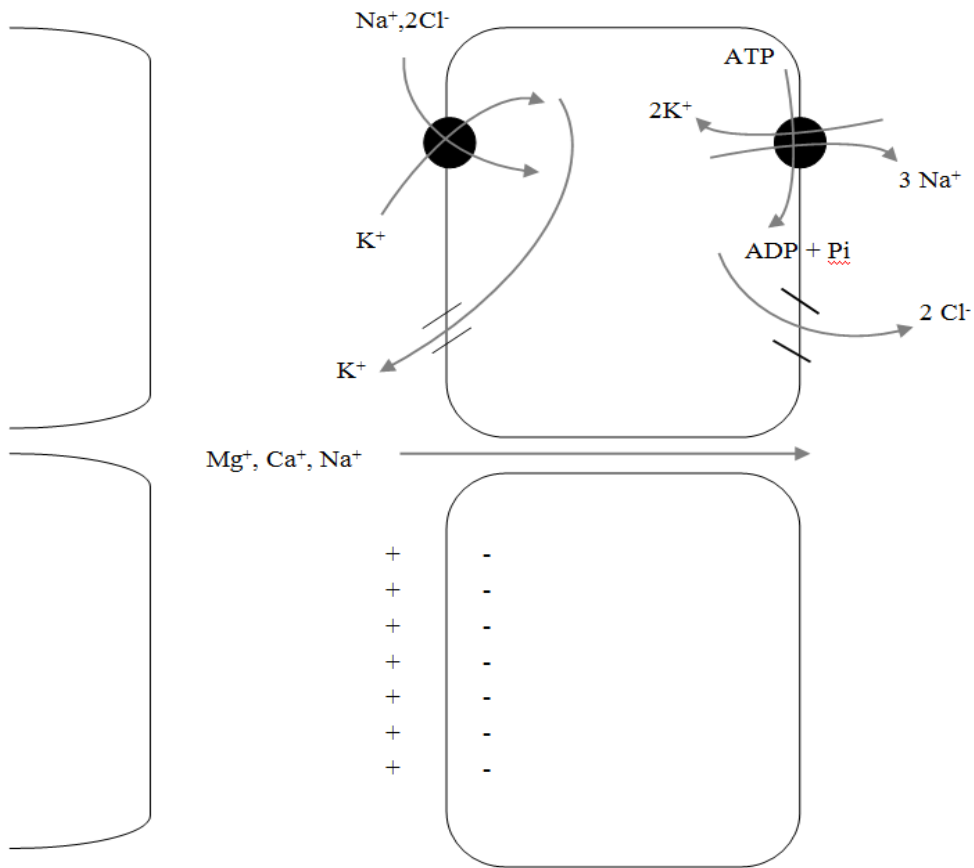 Na⁺,2Cl⁻
ATP
2K⁺
3 Na⁺
K⁺
ADP + Pi
2 Cl⁻
K⁺
Mg⁺, Ca⁺, Na⁺
+ -
+ -
+ -
+ -
+ -
+ -
+ -